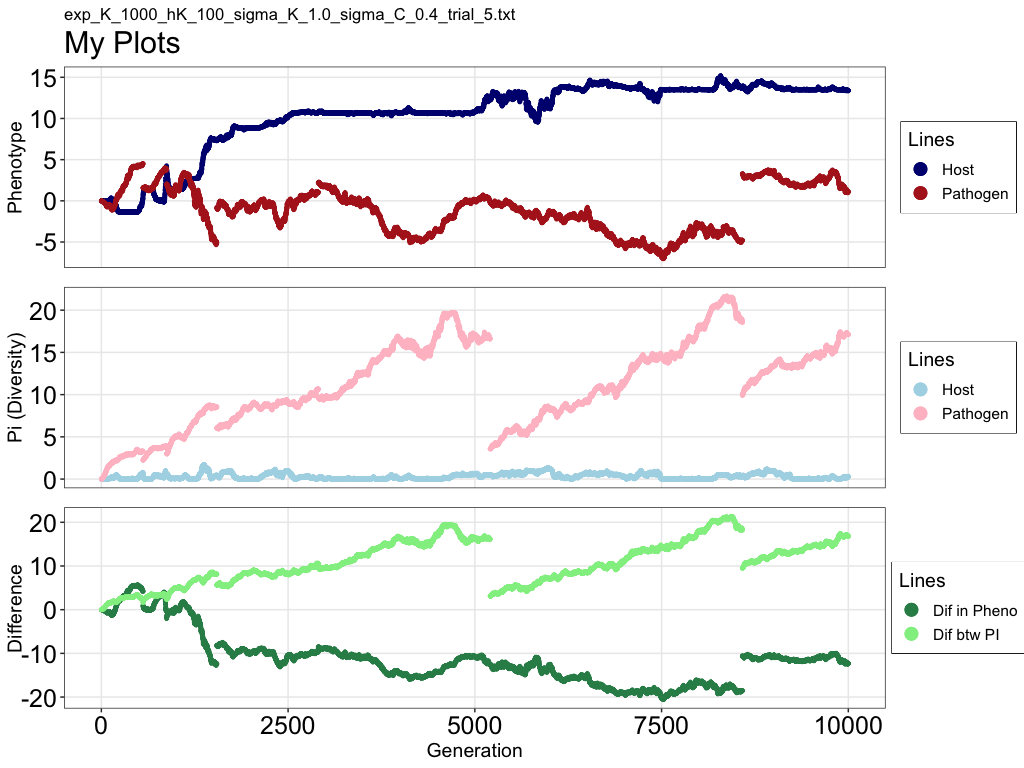 exp_K_1000_hK_100_sigma_K_1.0_sigma_C_0.4_trial_5.txt
My Plots
Phenotype
15
10
5
0
-5
Lines
Host
Pathogen
Pi (Diversity)
20
15
10
5
0
Lines
Host
Pathogen
Difference
20
10
0
-10
-20
Lines
Dif in Pheno
Dif btw PI
0 2500 5000 7500 10000
Generation